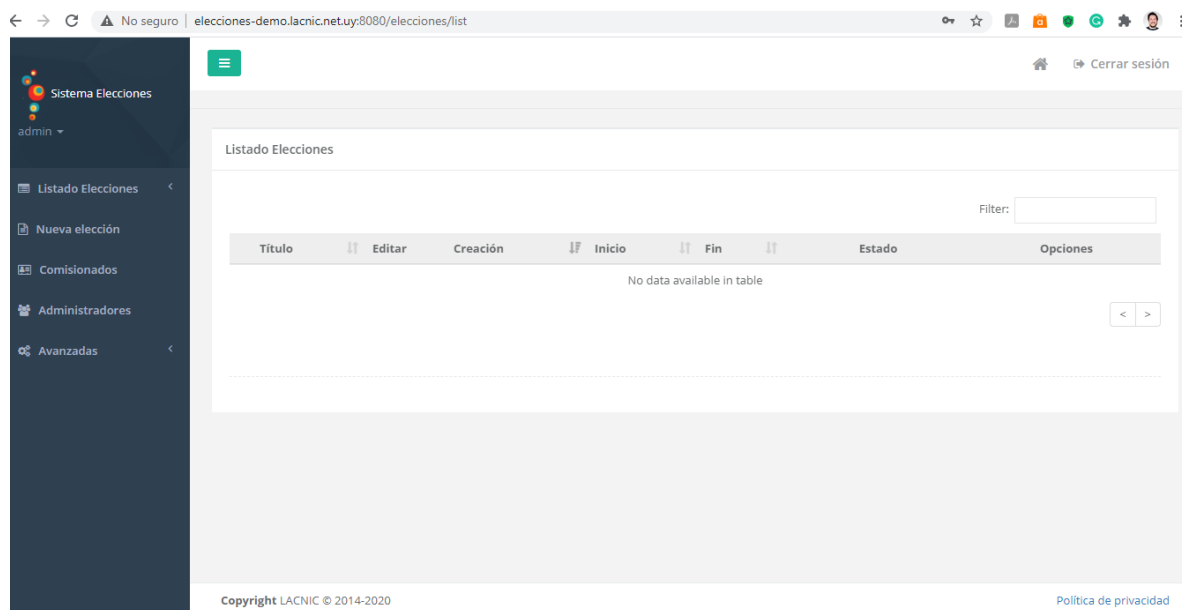 No seguro | elecciones-demo.lacnic.net.uy:8080/elecciones/list
Sistema Elecciones
admin
Cerrar sesión
Listado Elecciones
Nueva elección
Comisionados
Administradores
Avanzadas
Listado Elecciones
Filter:
Título Editar Creación Inicio Fin Estado Opciones
No data available in table
< >
Copyright LACNIC © 2014-2020 Política de privacidad